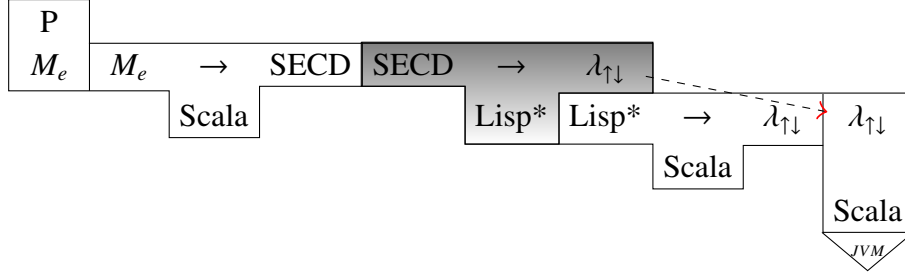 P
M_e M_e → SECD SECD → λ↑↓
Scala Lisp* Lisp* → λ↑↓ λ↑↓
Scala Scala
JVM